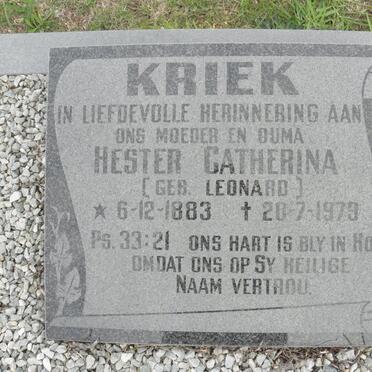 KRIEK
IN LIEFDEVOLLE HERINNERING AAN
ONS MOEDER EN OUMA
HESTER CATHERINA
(GEB. LEONARD)
★ 6-12-1883 ✝ 20-7-1973
Ps. 33:21 ONS HART IS BLY IN
OMDAT ONS OP SY HEILIGE
NAAM VERTROU.